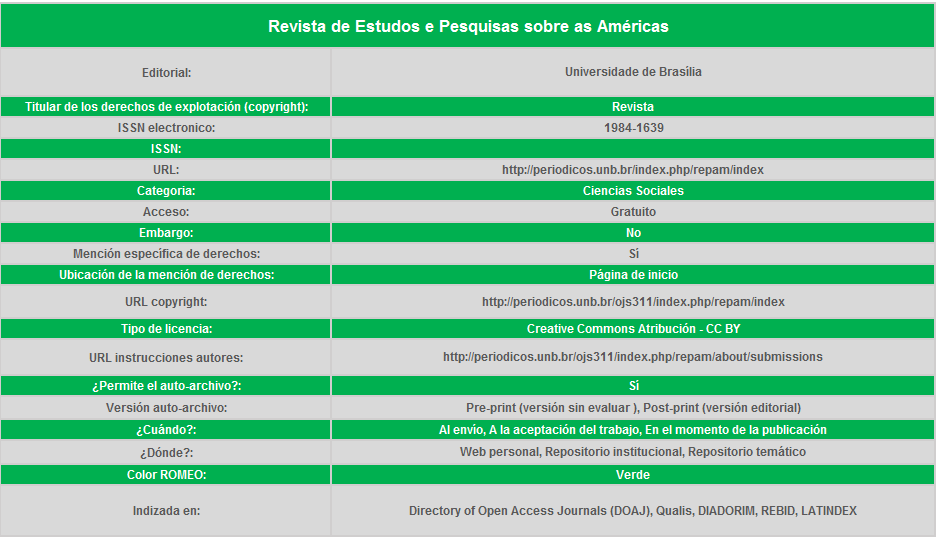 Revista de Estudos e Pesquisas sobre as Américas
Editorial: Universidade de Brasília
Titular de los derechos de explotación (copyright): Revista
ISSN electronico: 1984-1639
ISSN:
URL: http://periodicos.unb.br/index.php/repam/index
Categoría: Ciencias Sociales
Acceso: Gratuito
Embargo: No
Mención específica de derechos: Sí
Ubicación de la mención de derechos: Página de inicio
URL copyright: http://periodicos.unb.br/ojs311/index.php/repam/index
Tipo de licencia: Creative Commons Atribución - CC BY
URL instrucciones autores: http://periodicos.unb.br/ojs311/index.php/repam/about/submissions
¿Permite el auto-archivo?: Sí
Versión auto-archivo: Pre-print (versión sin evaluar ), Post-print (versión editorial)
¿Cuándo?: Al envío, A la aceptación del trabajo, En el momento de la publicación
¿Dónde?: Web personal, Repositorio institucional, Repositorio temático
Color ROMEO: Verde
Indizada en: Directory of Open Access Journals (DOAJ), Qualis, DIADORIM, REBID, LATINDEX